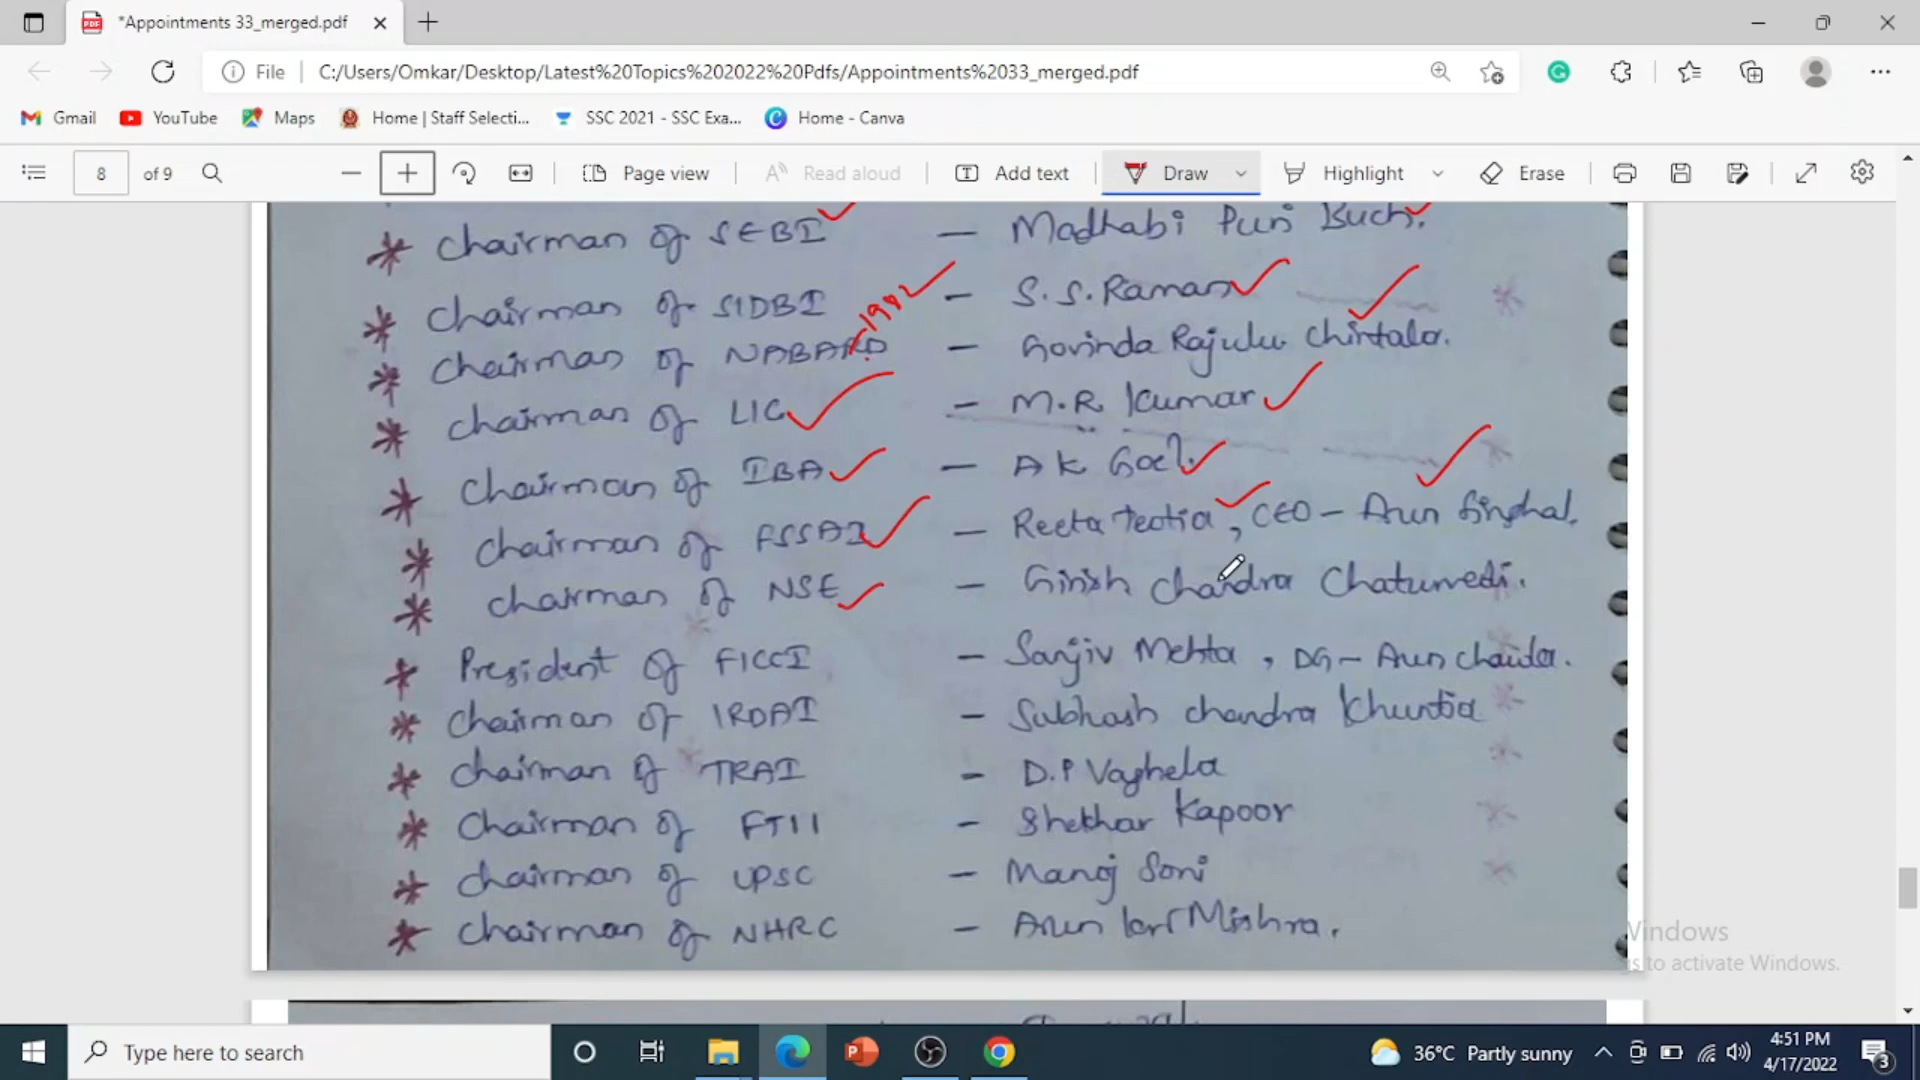 *Appointments 33_merged.pdf
File C:/Users/Omkar/Desktop/Latest%20Topics%202022%20Pdfs/Appointments%2033_merged.pdf
Gmail YouTube Maps Home | Staff Selecti... SSC 2021 - SSC Exa... Home - Canva
8 of 9 Page view Read aloud Add text Draw Highlight Erase
* Chairman of SEBI — Madhabi Puri Buch.
* Chairman of SIDBI — S.S. Raman
1992
* Chairman of NABARD — Govinda Rajulu Chintala.
* Chairman of LIC — M.R Kumar
* Chairman of IBA — A K Goel.
* Chairman of FSSAI — Reeta Teotia, CEO — Arun Singhal.
* Chairman of NSE — Girish Chandra Chaturvedi.
* President of FICCI — Sanjiv Mehta, DG — Arun Chawla.
* Chairman of IRDAI — Subhash Chandra Khuntia
* Chairman of TRAI — D.P Vaghela
* Chairman of FTII — Shekhar Kapoor
* Chairman of UPSC — Manoj Soni
* Chairman of NHRC — Arun Mishra.
Windows
s to activate Windows.
Type here to search 36°C Partly sunny 4:51 PM
4/17/2022 3